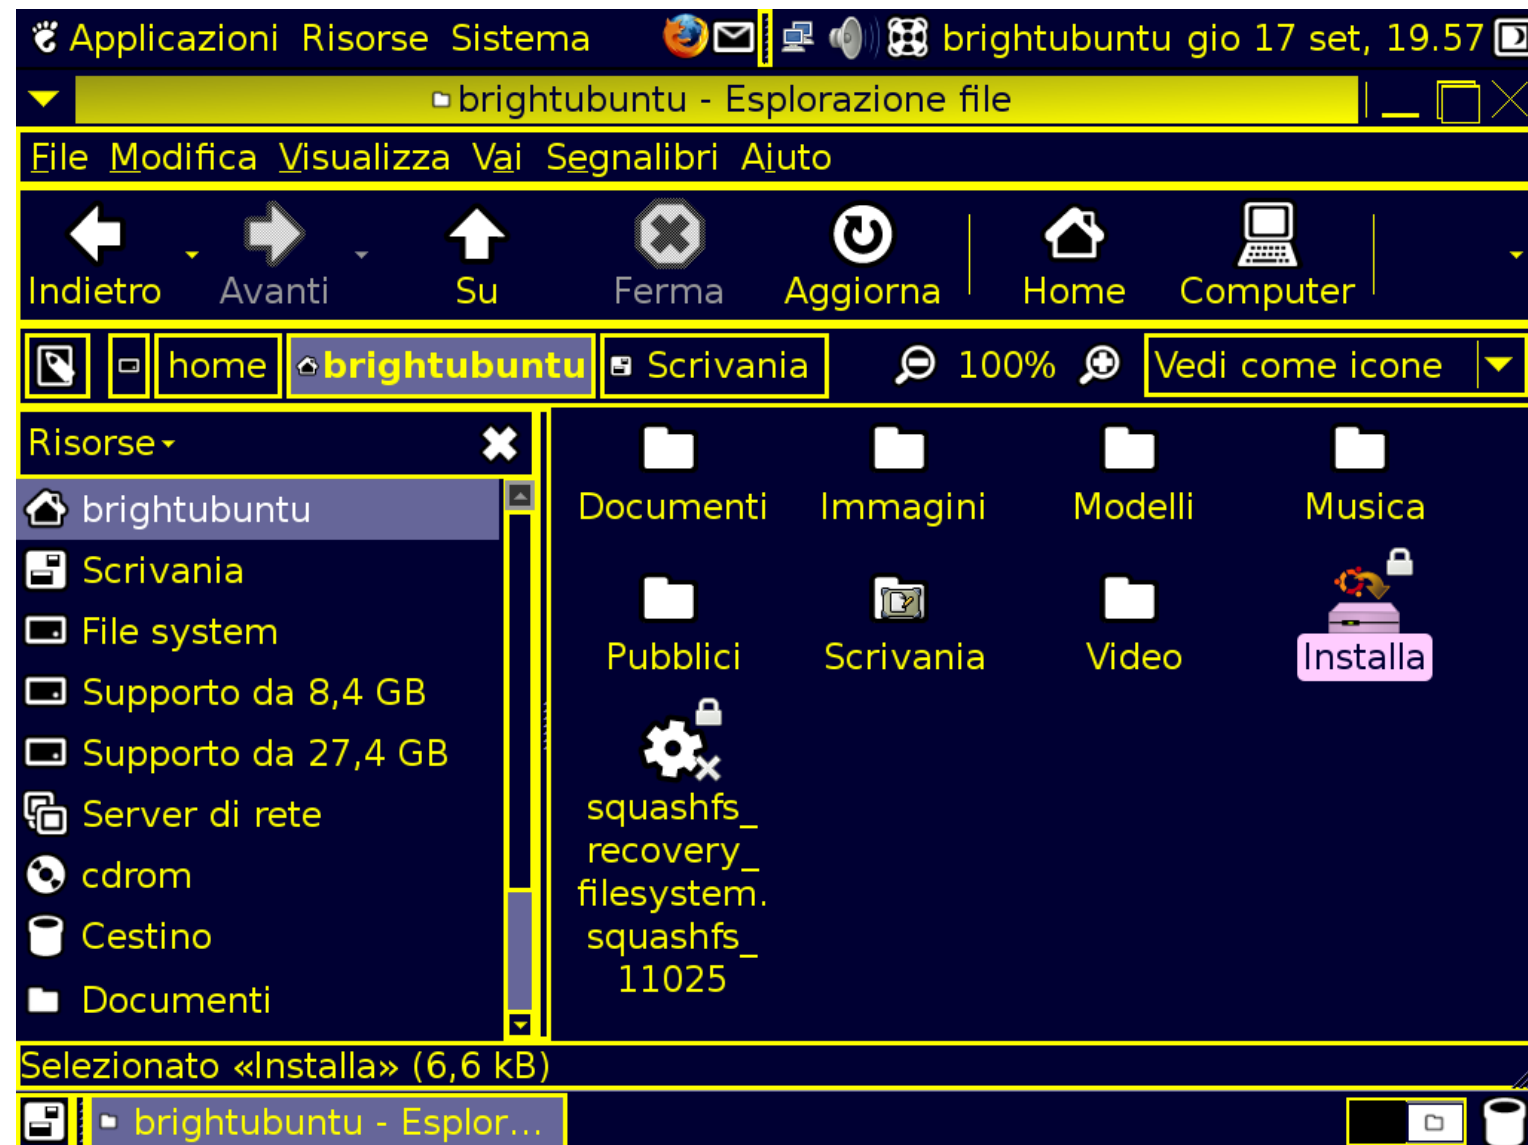 Applicazioni Risorse Sistema brightubuntu gio 17 set, 19.57
brightubuntu - Esplorazione file
File Modifica Visualizza Vai Segnalibri Aiuto
Indietro Avanti Su Ferma Aggiorna Home Computer
home brightubuntu Scrivania 100% Vedi come icone
Risorse
brightubuntu
Scrivania
File system
Supporto da 8,4 GB
Supporto da 27,4 GB
Server di rete
cdrom
Cestino
Documenti
Documenti Immagini Modelli Musica
Pubblici Scrivania Video Installa
squashfs_
recovery_
filesystem.
squashfs_
11025
Selezionato «Installa» (6,6 kB)
brightubuntu - Esplor...